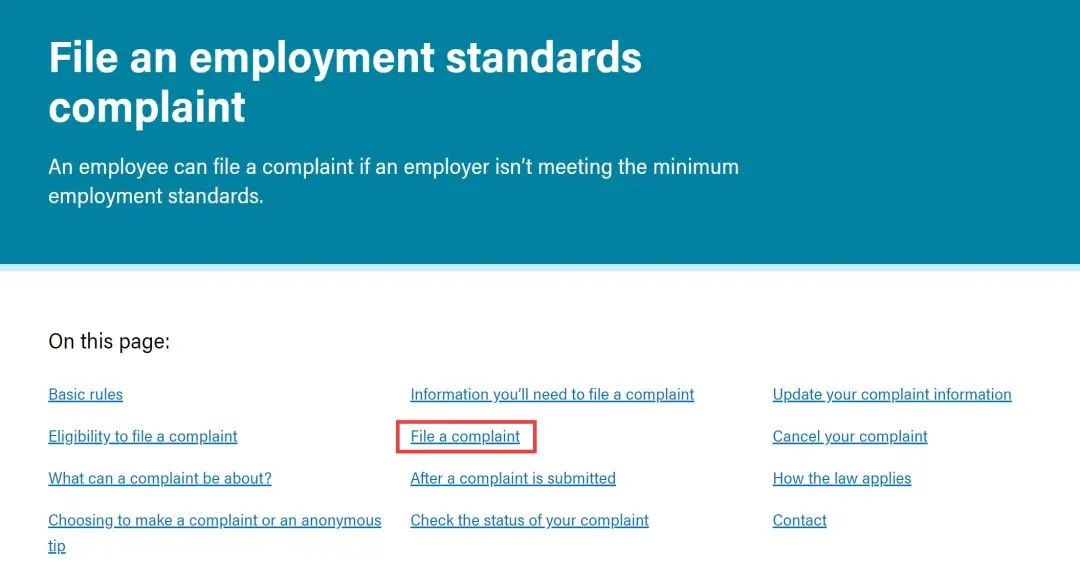 File an employment standards
complaint
An employee can file a complaint if an employer isn’t meeting the minimum
employment standards.
On this page:
Basic rules
Eligibility to file a complaint
What can a complaint be about?
Choosing to make a complaint or an anonymous
tip
Information you’ll need to file a complaint
File a complaint
After a complaint is submitted
Check the status of your complaint
Update your complaint information
Cancel your complaint
How the law applies
Contact